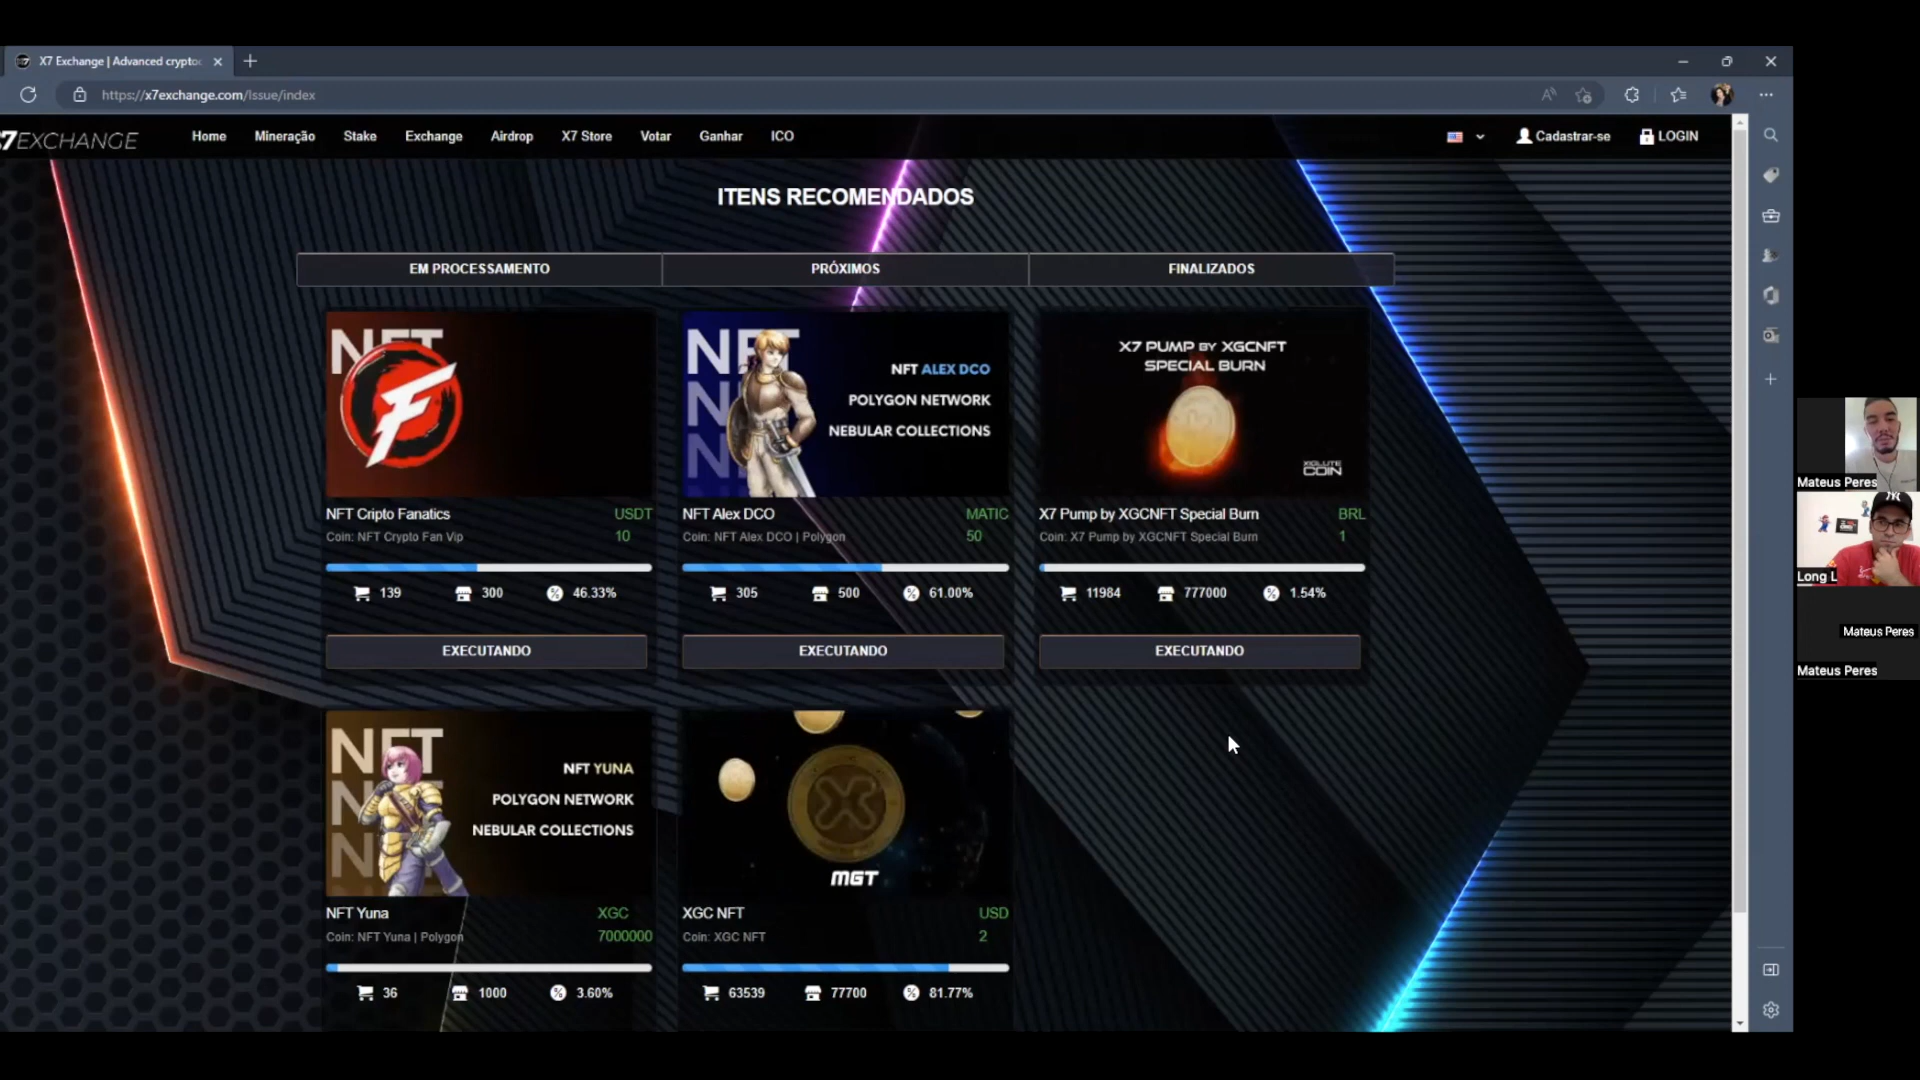 X7 Exchange | Advanced crypto
https://x7exchange.com/Issue/index
7EXCHANGE
Home
Mineração
Stake
Exchange
Airdrop
X7 Store
Votar
Ganhar
ICO
Cadastrar-se
LOGIN
ITENS RECOMENDADOS
EM PROCESSAMENTO
PRÓXIMOS
FINALIZADOS
NFT
NFT
N
N
NFT ALEX DCO
POLYGON NETWORK
NEBULAR COLLECTIONS
X7 PUMP BY XGCNFT
SPECIAL BURN
COIN
NFT Cripto Fanatics
USDT
Coin: NFT Crypto Fan Vip
10
139
300
46.33%
EXECUTANDO
NFT Alex DCO
MATIC
Coin: NFT Alex DCO | Polygon
50
305
500
61.00%
EXECUTANDO
X7 Pump by XGCNFT Special Burn
BRL
Coin: X7 Pump by XGCNFT Special Burn
1
11984
777000
1.54%
EXECUTANDO
NFT
N
N
NFT YUNA
POLYGON NETWORK
NEBULAR COLLECTIONS
MGT
NFT Yuna
XGC
Coin: NFT Yuna | Polygon
7000000
36
1000
3.60%
XGC NFT
USD
Coin: XGC NFT
2
63539
77700
81.77%
Mateus Peres
Long L
Mateus Peres
Mateus Peres